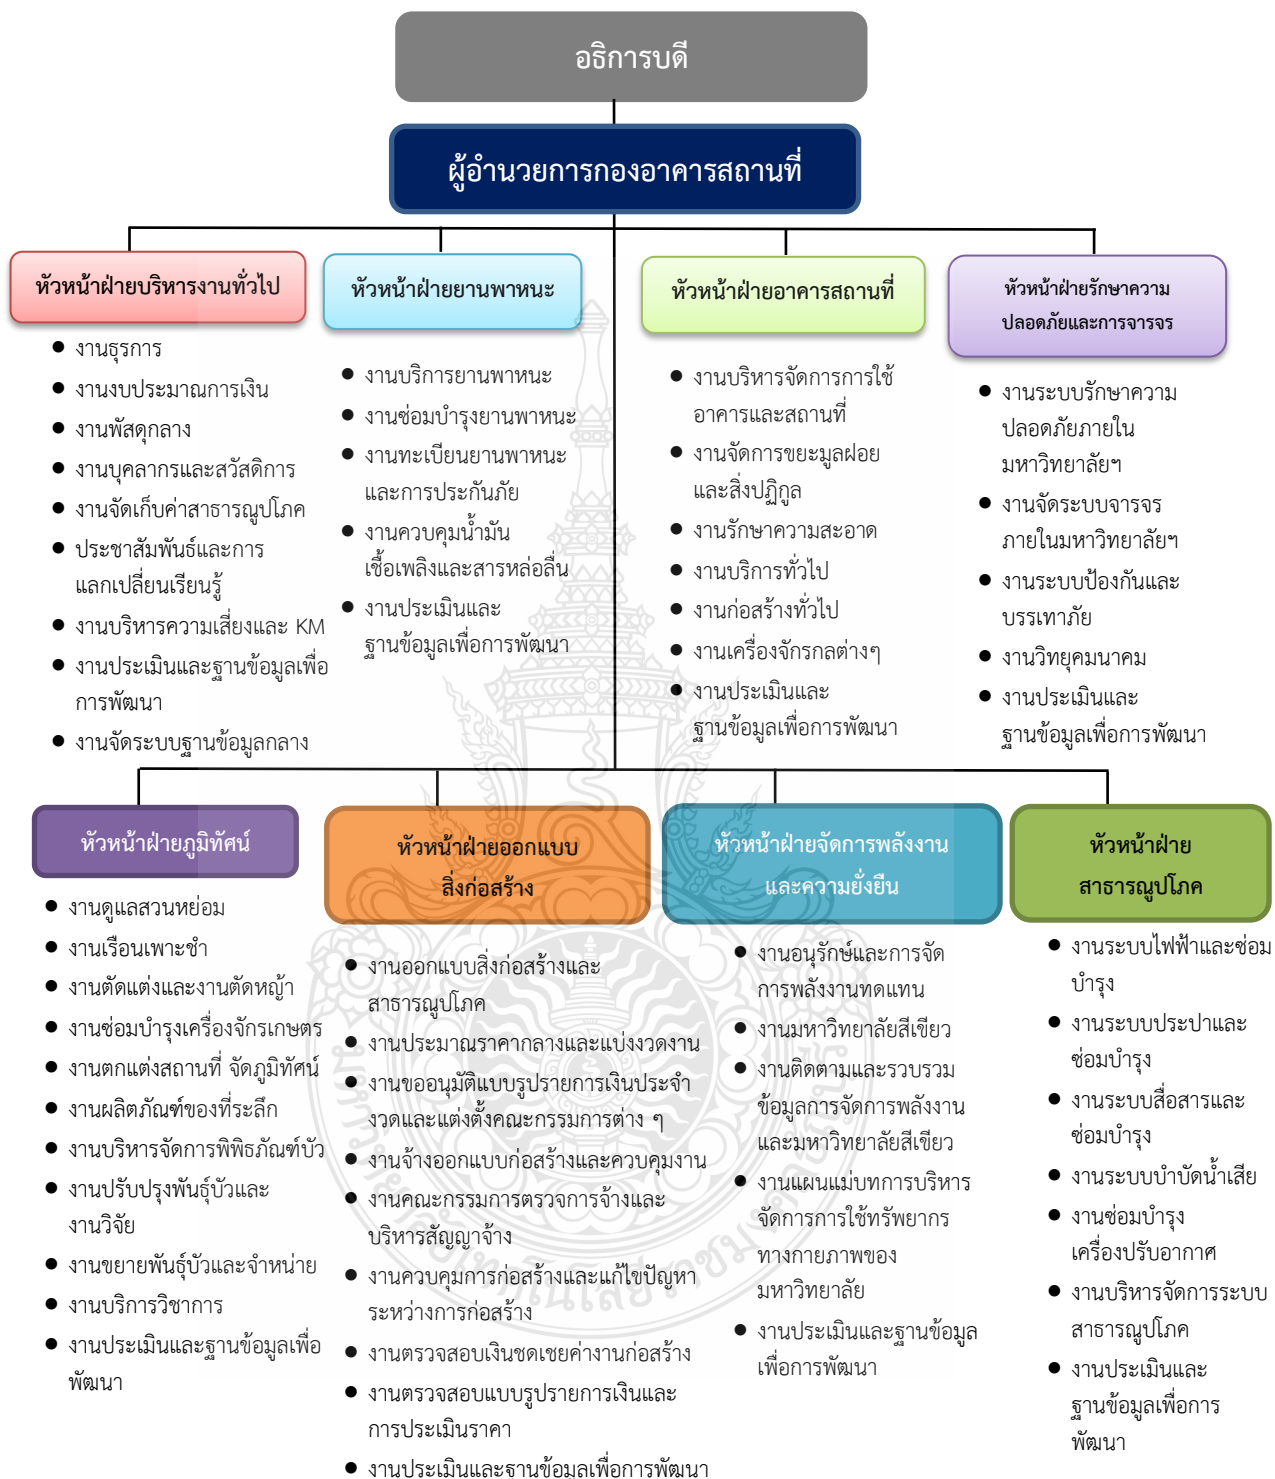 อธิการบดี
ผู้อำนวยการกองอาคารสถานที่
หัวหน้าฝ่ายบริหารงานทั่วไป
● งานธุรการ
● งานงบประมาณการเงิน
● งานพัสดุกลาง
● งานบุคลากรและสวัสดิการ
● งานจัดเก็บค่าสาธารณูปโภค
● ประชาสัมพันธ์และการ
แลกเปลี่ยนเรียนรู้
● งานบริหารความเสี่ยงและ KM
● งานประเมินและฐานข้อมูลเพื่อ
การพัฒนา
● งานจัดระบบฐานข้อมูลกลาง
หัวหน้าฝ่ายยานพาหนะ
● งานบริการยานพาหนะ
● งานซ่อมบำรุงยานพาหนะ
● งานทะเบียนยานพาหนะ
และการประกันภัย
● งานควบคุมน้ำมัน
เชื้อเพลิงและสารหล่อลื่น
● งานประเมินและ
ฐานข้อมูลเพื่อการพัฒนา
หัวหน้าฝ่ายอาคารสถานที่
● งานบริหารจัดการการใช้
อาคารและสถานที่
● งานจัดการขยะมูลฝอย
และสิ่งปฏิกูล
● งานรักษาความสะอาด
● งานบริการทั่วไป
● งานก่อสร้างทั่วไป
● งานเครื่องจักรกลต่างๆ
● งานประเมินและ
ฐานข้อมูลเพื่อการพัฒนา
หัวหน้าฝ่ายรักษาความ
ปลอดภัยและการจารจร
● งานระบบรักษาความ
ปลอดภัยภายใน
มหาวิทยาลัยฯ
● งานจัดระบบจารจร
ภายในมหาวิทยาลัยฯ
● งานระบบป้องกันและ
บรรเทาภัย
● งานวิทยุคมนาคม
● งานประเมินและ
ฐานข้อมูลเพื่อการพัฒนา
หัวหน้าฝ่ายภูมิทัศน์
● งานดูแลสวนหย่อม
● งานเรือนเพาะชำ
● งานตัดแต่งและงานตัดหญ้า
● งานซ่อมบำรุงเครื่องจักรเกษตร
● งานตกแต่งสถานที่ จัดภูมิทัศน์
● งานผลิตภัณฑ์ของที่ระลึก
● งานบริหารจัดการพิพิธภัณฑ์บัว
● งานปรับปรุงพันธุ์บัวและ
งานวิจัย
● งานขยายพันธุ์บัวและจำหน่าย
● งานบริการวิชาการ
● งานประเมินและฐานข้อมูลเพื่อ
พัฒนา
หัวหน้าฝ่ายออกแบบ
สิ่งก่อสร้าง
● งานออกแบบสิ่งก่อสร้างและ
สาธารณูปโภค
● งานประมาณราคากลางและแบ่งงวดงาน
● งานขออนุมัติแบบรูปรายการเงินประจำ
งวดและแต่งตั้งคณะกรรมการต่าง ๆ
● งานจ้างออกแบบก่อสร้างและควบคุมงาน
● งานคณะกรรมการตรวจการจ้างและ
บริหารสัญญาจ้าง
● งานควบคุมการก่อสร้างและแก้ไขปัญหา
ระหว่างการก่อสร้าง
● งานตรวจสอบเงินชดเชยค่างานก่อสร้าง
● งานตรวจสอบแบบรูปรายการเงินและ
การประเมินราคา
● งานประเมินและฐานข้อมูลเพื่อการพัฒนา
หัวหน้าฝ่ายจัดการพลังงาน
และความยั่งยืน
● งานอนุรักษ์และการจัด
การพลังงานทดแทน
● งานมหาวิทยาลัยสีเขียว
● งานติดตามและรวบรวม
ข้อมูลการจัดการพลังงาน
และมหาวิทยาลัยสีเขียว
● งานแผนแม่บทการบริหาร
จัดการการใช้ทรัพยากร
ทางกายภาพของ
มหาวิทยาลัย
● งานประเมินและฐานข้อมูล
เพื่อการพัฒนา
หัวหน้าฝ่าย
สาธารณูปโภค
● งานระบบไฟฟ้าและซ่อม
บำรุง
● งานระบบประปาและ
ซ่อมบำรุง
● งานระบบสื่อสารและ
ซ่อมบำรุง
● งานระบบบำบัดน้ำเสีย
● งานซ่อมบำรุง
เครื่องปรับอากาศ
● งานบริหารจัดการระบบ
สาธารณูปโภค
● งานประเมินและ
ฐานข้อมูลเพื่อการ
พัฒนา